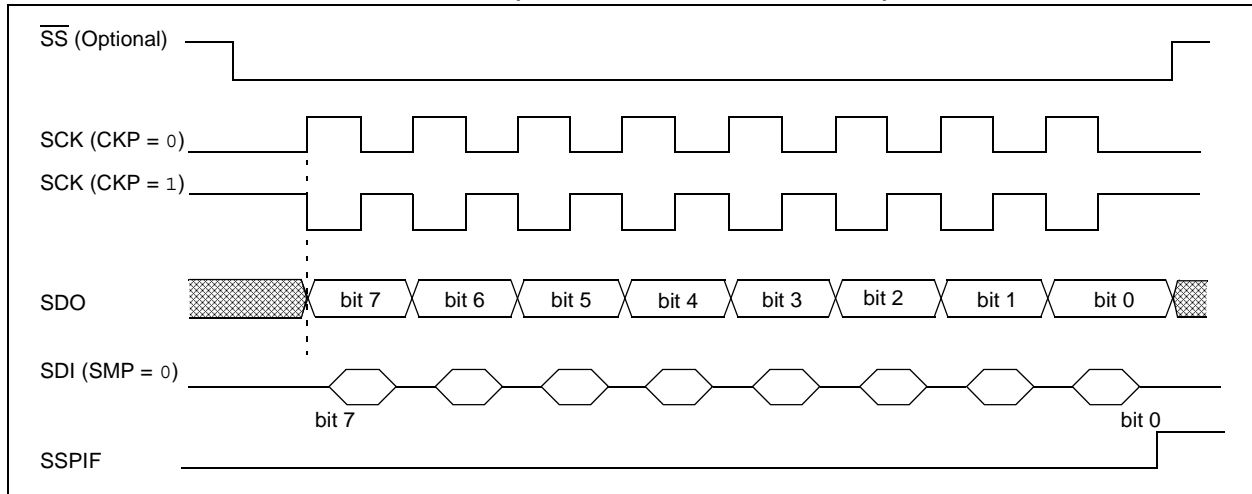 SS (Optional)
SCK (CKP = 0)
SCK (CKP = 1)
SDO
bit 7 bit 6 bit 5 bit 4 bit 3 bit 2 bit 1 bit 0
SDI (SMP = 0)
bit 7 bit 0
SSPIF